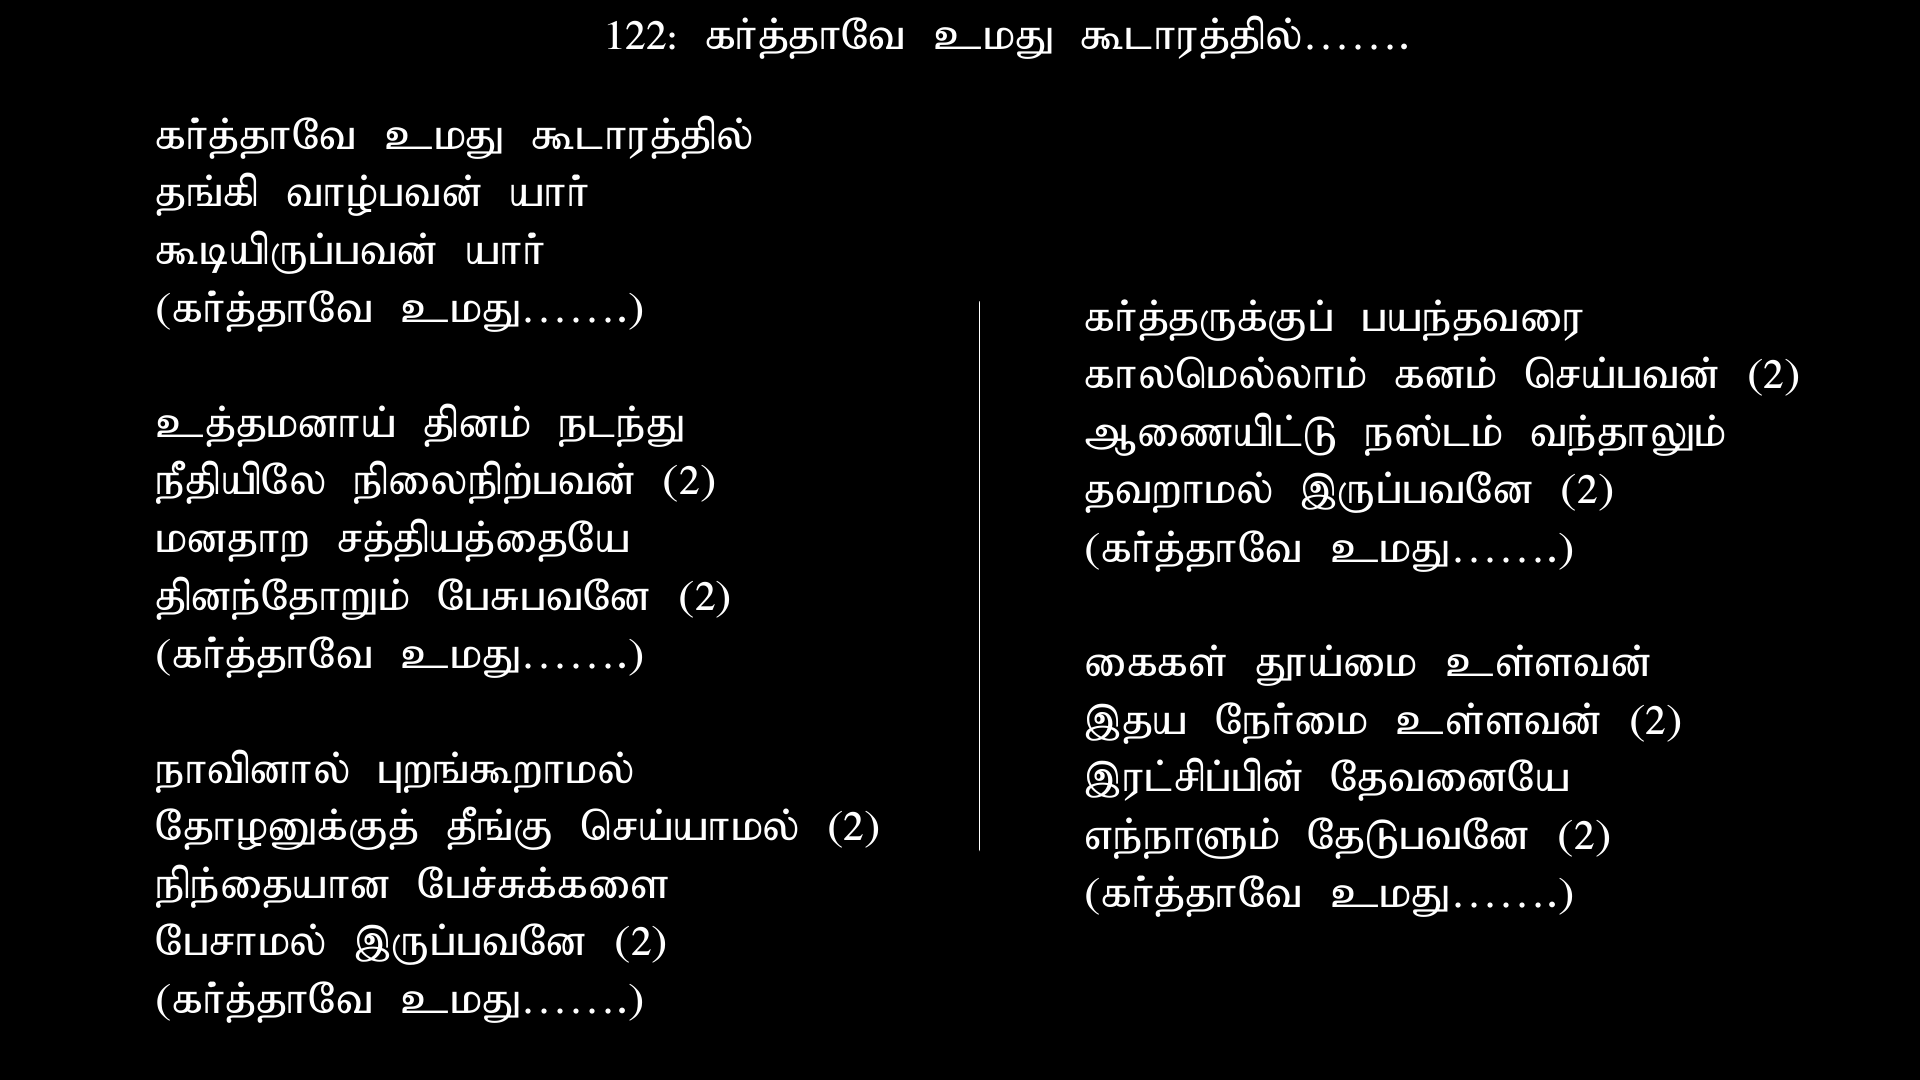 122: கர்த்தாவே உமது கூடாரத்தில்.......
கர்த்தாவே உமது கூடாரத்தில்
தங்கி வாழ்பவன் யார்
கூடியிருப்பவன் யார்
(கர்த்தாவே உமது.......)
உத்தமனாய் தினம் நடந்து
நீதியிலே நிலைநிற்பவன் (2)
மனதாற சத்தியத்தையே
தினந்தோறும் பேசுபவனே (2)
(கர்த்தாவே உமது.......)
நாவினால் புறங்கூறாமல்
தோழனுக்குத் தீங்கு செய்யாமல் (2)
நிந்தையான பேச்சுக்களை
பேசாமல் இருப்பவனே (2)
(கர்த்தாவே உமது.......)
கர்த்தருக்குப் பயந்தவரை
காலமெல்லாம் கனம் செய்பவன் (2)
ஆணையிட்டு நஸ்டம் வந்தாலும்
தவறாமல் இருப்பவனே (2)
(கர்த்தாவே உமது.......)
கைகள் தூய்மை உள்ளவன்
இதய நேர்மை உள்ளவன் (2)
இரட்சிப்பின் தேவனையே
எந்நாளும் தேடுபவனே (2)
(கர்த்தாவே உமது.......)